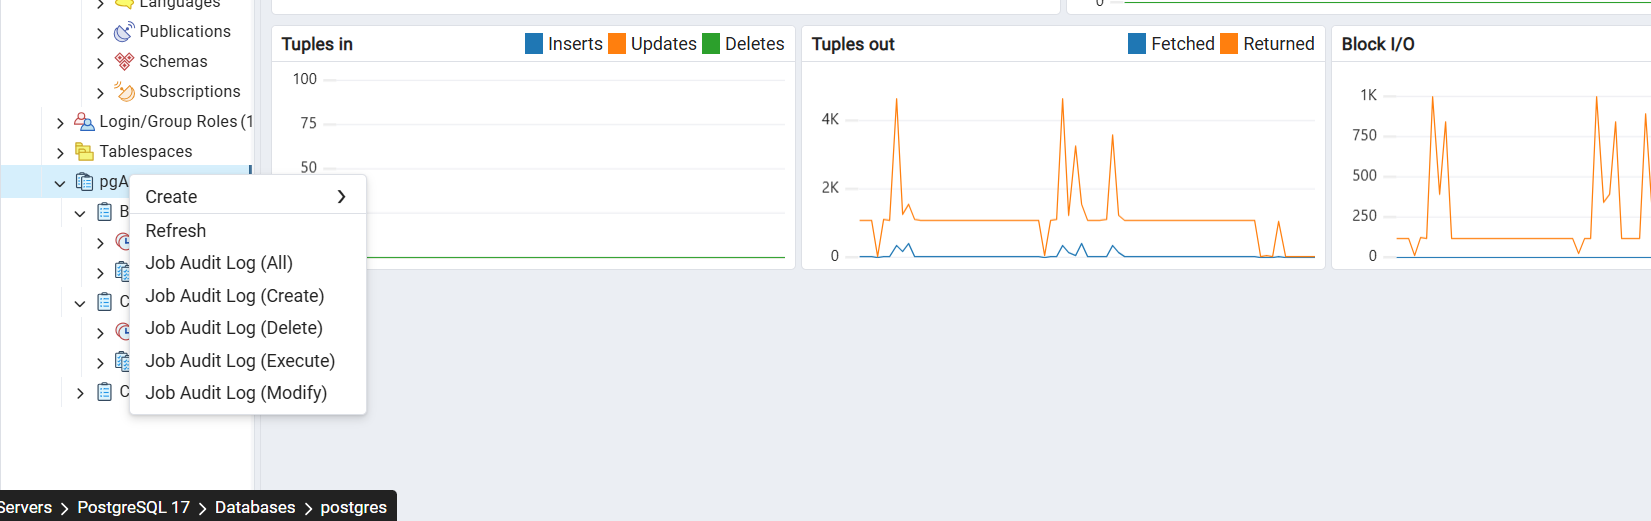 Languages
Publications
Schemas
Subscriptions
Login/Group Roles (1
Tablespaces
pgA
B
C
C
Create
Refresh
Job Audit Log (All)
Job Audit Log (Create)
Job Audit Log (Delete)
Job Audit Log (Execute)
Job Audit Log (Modify)
0
Tuples in
Inserts Updates Deletes
100
75
50
Tuples out
Fetched Returned
4K
2K
0
Block I/O
1K
750
500
250
0
Servers > PostgreSQL 17 > Databases > postgres